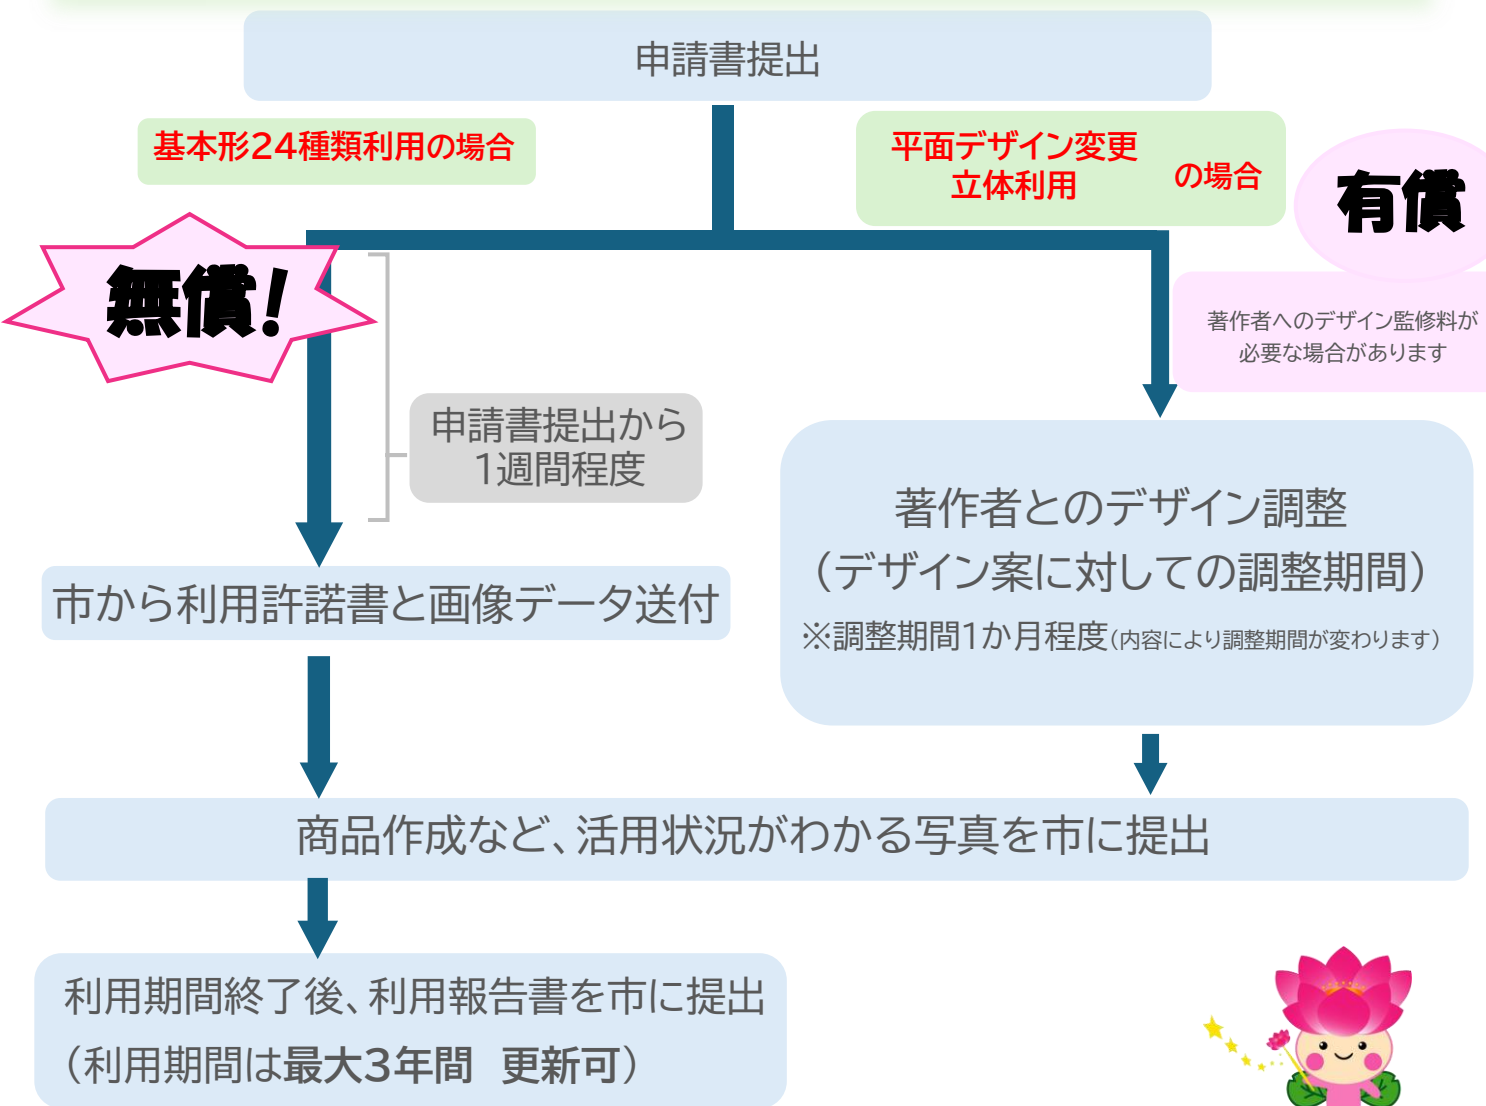 申請書提出
基本形24種類利用の場合
平面デザイン変更
立体利用
の場合
有償
無償!
著作者へのデザイン監修料が
必要な場合があります
申請書提出から
1週間程度
著作者とのデザイン調整
（デザイン案に対しての調整期間）
※調整期間1か月程度（内容により調整期間が変わります）
市から利用許諾書と画像データ送付
商品作成など、活用状況がわかる写真を市に提出
利用期間終了後、利用報告書を市に提出
（利用期間は最大3年間　更新可）